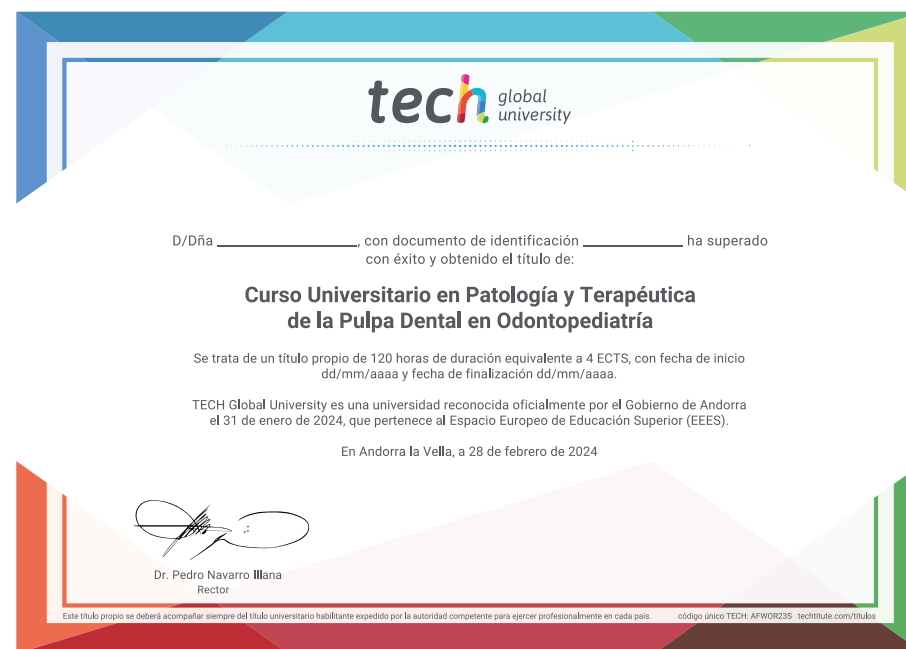 tech global university
D/Dña ____________________, con documento de identificación ______________ ha superado
con éxito y obtenido el título de:
Curso Universitario en Patología y Terapéutica
de la Pulpa Dental en Odontopediatría
Se trata de un título propio de 120 horas de duración equivalente a 4 ECTS, con fecha de inicio
dd/mm/aaaa y fecha de finalización dd/mm/aaaa.
TECH Global University es una universidad reconocida oficialmente por el Gobierno de Andorra
el 31 de enero de 2024, que pertenece al Espacio Europeo de Educación Superior (EEES).
En Andorra la Vella, a 28 de febrero de 2024
Dr. Pedro Navarro Illana
Rector
Este título propio se deberá acompañar siempre del título universitario habilitante expedido por la autoridad competente para ejercer profesionalmente en cada país. código único TECH: AFWOR23S techtitute.com/titulos